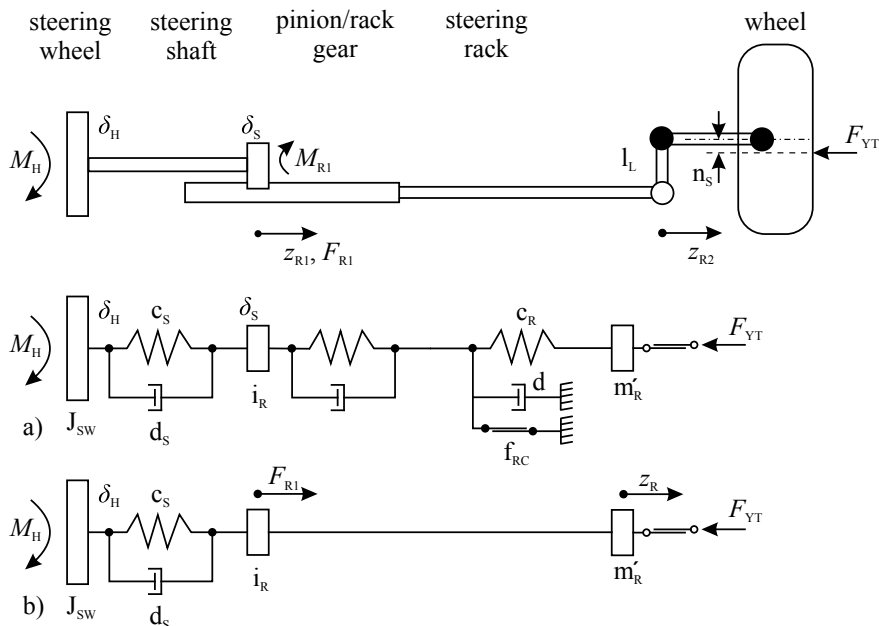 steering wheel
steering shaft
pinion/rack gear
steering rack
wheel
M_H
δ_H
δ_S
M_R1
l_L
n_S
F_YT
z_R1, F_R1
z_R2
M_H
δ_H
c_S
δ_S
c_R
F_YT
d
a)
J_SW
d_S
i_R
f_RC
m′_R
F_R1
z_R
M_H
δ_H
c_S
F_YT
b)
J_SW
d_S
i_R
m′_R